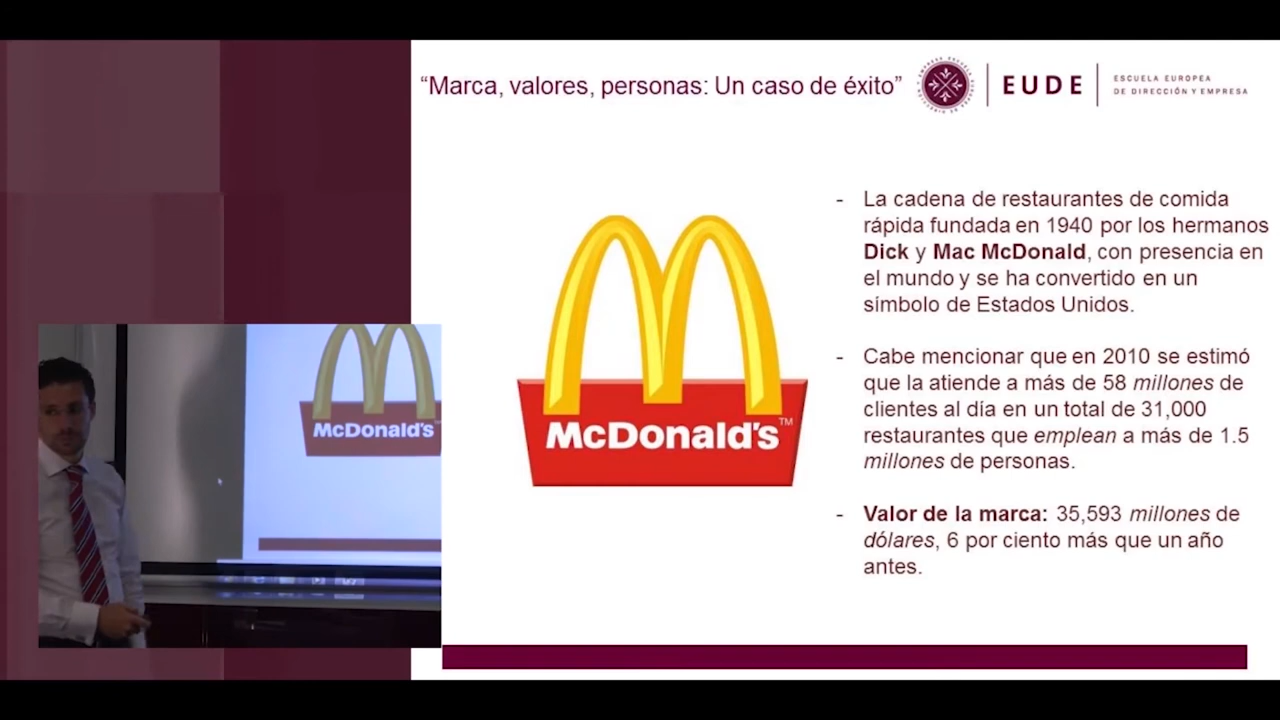 “Marca, valores, personas: Un caso de éxito”
EUDE
ESCUELA EUROPEA
DE DIRECCIÓN Y EMPRESA
- La cadena de restaurantes de comida
rápida fundada en 1940 por los hermanos
Dick y Mac McDonald, con presencia en
el mundo y se ha convertido en un
símbolo de Estados Unidos.
- Cabe mencionar que en 2010 se estimó
que la atiende a más de 58 millones de
clientes al día en un total de 31,000
restaurantes que emplean a más de 1.5
millones de personas.
- Valor de la marca: 35,593 millones de
dólares, 6 por ciento más que un año
antes.
McDonald's™
McDonald's